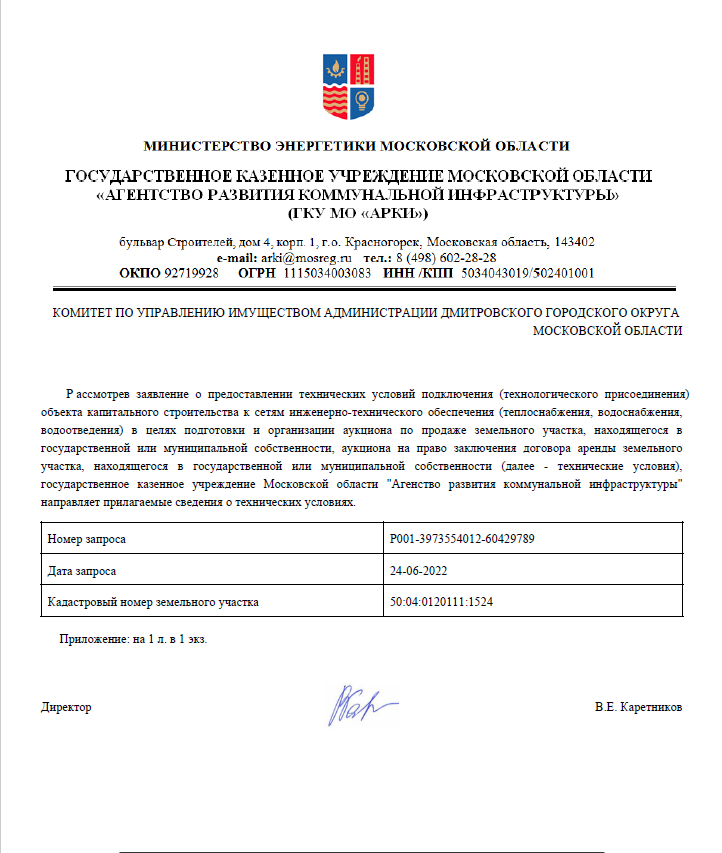 МИНИСТЕРСТВО ЭНЕРГЕТИКИ МОСКОВСКОЙ ОБЛАСТИ
ГОСУДАРСТВЕННОЕ КАЗЕННОЕ УЧРЕЖДЕНИЕ МОСКОВСКОЙ ОБЛАСТИ
«АГЕНТСТВО РАЗВИТИЯ КОММУНАЛЬНОЙ ИНФРАСТРУКТУРЫ»
(ГКУ МО «АРКИ»)
бульвар Строителей, дом 4, корп. 1, г.о. Красногорск, Московская область, 143402
e-mail: arki@mosreg.ru тел.: 8 (498) 602-28-28
ОКПО 92719928 ОГРН 1115034003083 ИНН /КПП 5034043019/502401001
КОМИТЕТ ПО УПРАВЛЕНИЮ ИМУЩЕСТВОМ АДМИНИСТРАЦИИ ДМИТРОВСКОГО ГОРОДСКОГО ОКРУГА
МОСКОВСКОЙ ОБЛАСТИ
Рассмотрев заявление о предоставлении технических условий подключения (технологического присоединения)
объекта капитального строительства к сетям инженерно-технического обеспечения (теплоснабжения, водоснабжения,
водоотведения) в целях подготовки и организации аукциона по продаже земельного участка, находящегося в
государственной или муниципальной собственности, аукциона на право заключения договора аренды земельного
участка, находящегося в государственной или муниципальной собственности (далее - технические условия),
государственное казенное учреждение Московской области "Агенство развития коммунальной инфраструктуры"
направляет прилагаемые сведения о технических условиях.
Номер запроса P001-3973554012-60429789
Дата запроса 24-06-2022
Кадастровый номер земельного участка 50:04:0120111:1524
Приложение: на 1 л. в 1 экз.
Директор В.Е. Каретников